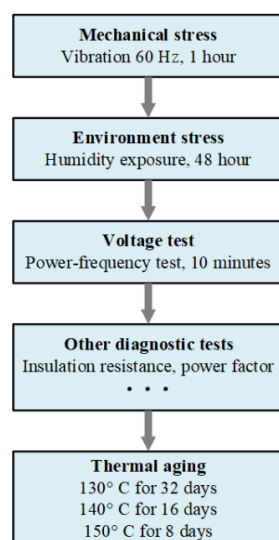 Mechanical stress
Vibration 60 Hz, 1 hour
Environment stress
Humidity exposure, 48 hour
Voltage test
Power-frequency test, 10 minutes
Other diagnostic tests
Insulation resistance, power factor
• • •
Thermal aging
130° C for 32 days
140° C for 16 days
150° C for 8 days